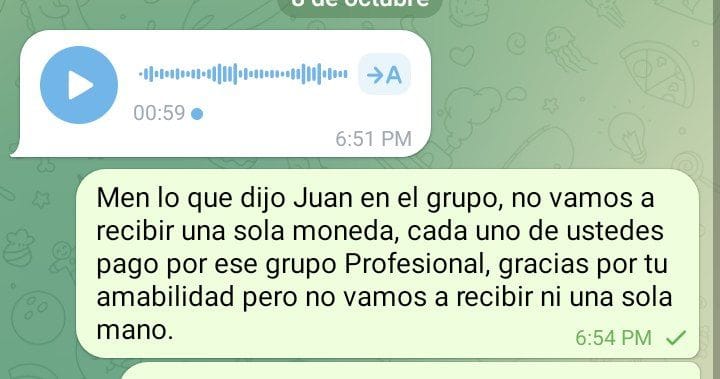 de octubre
→A
00:59
6:51 PM
Men lo que dijo Juan en el grupo, no vamos a
recibir una sola moneda, cada uno de ustedes
pago por ese grupo Profesional, gracias por tu
amabilidad pero no vamos a recibir ni una sola
mano.
6:54 PM